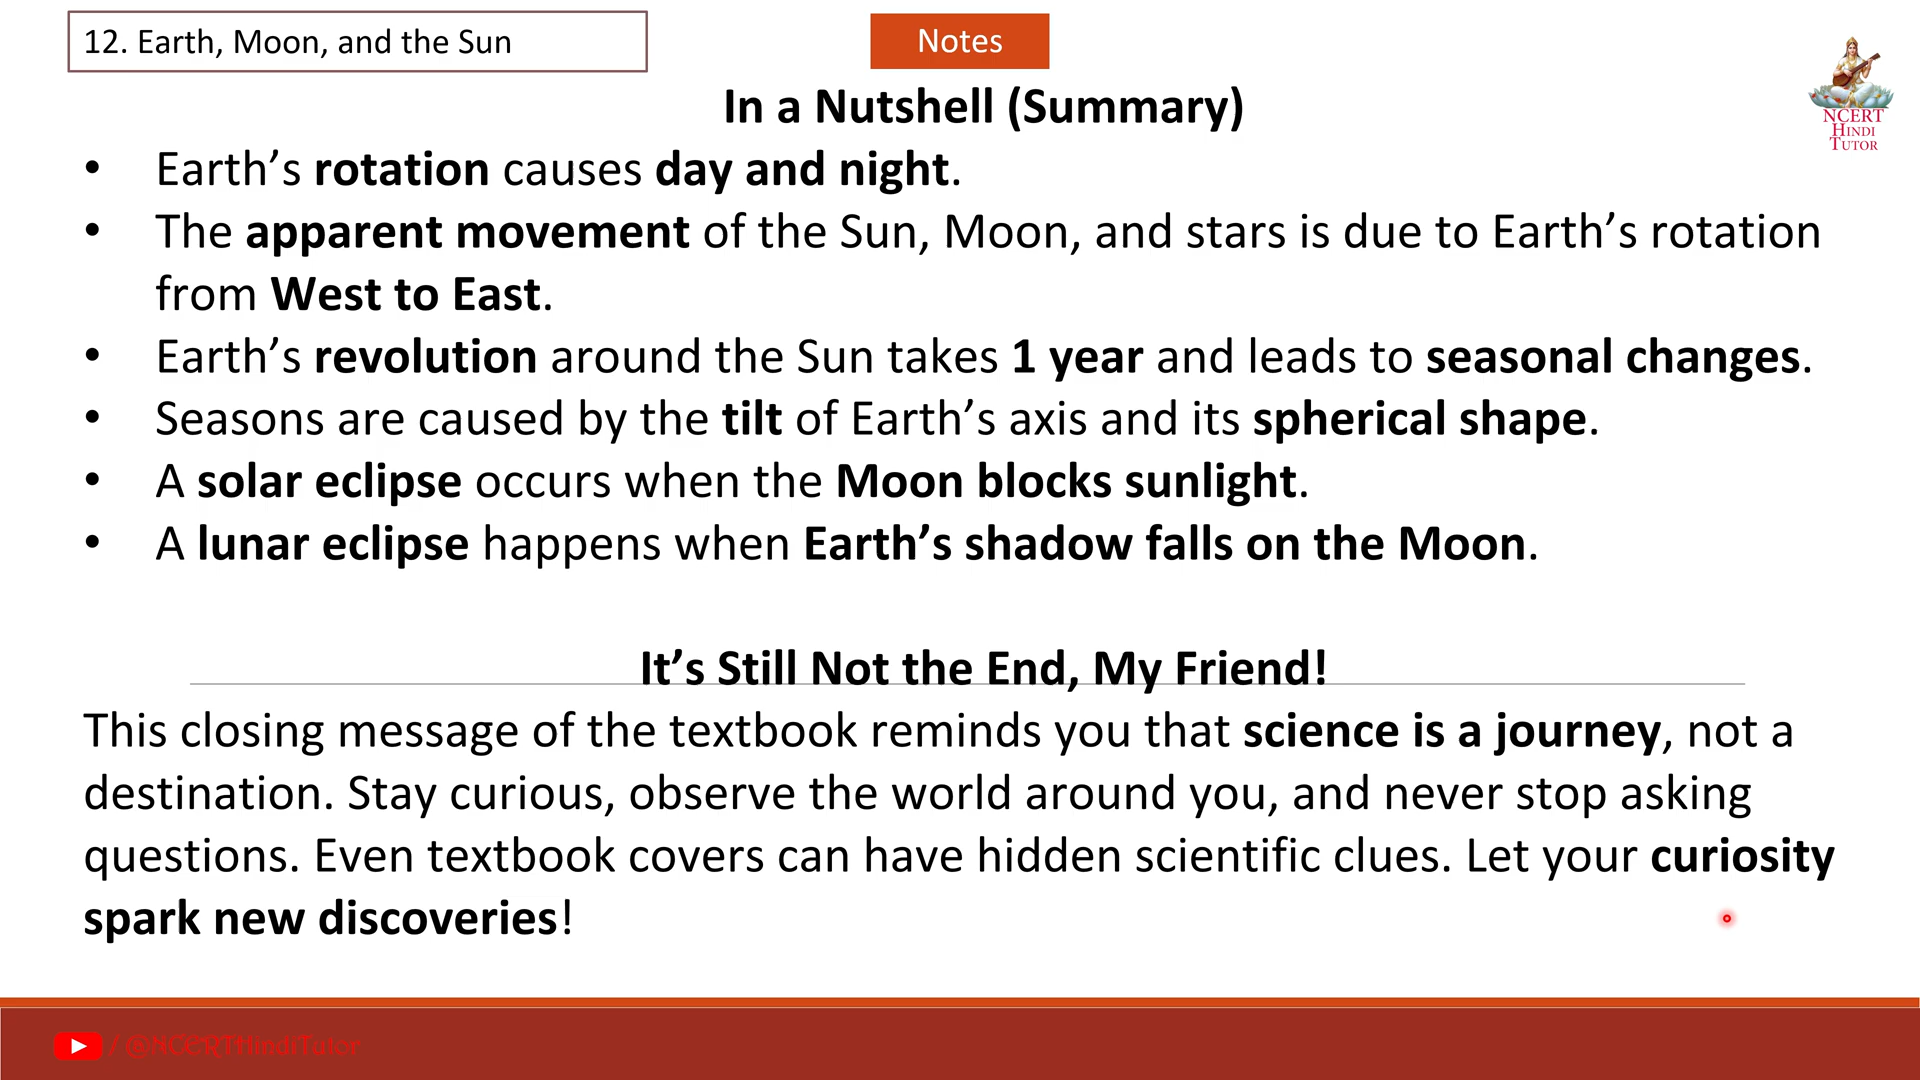 12. Earth, Moon, and the Sun
Notes
NCERT
HINDI
TUTOR
In a Nutshell (Summary)
• Earth’s rotation causes day and night.
• The apparent movement of the Sun, Moon, and stars is due to Earth’s rotation
from West to East.
• Earth’s revolution around the Sun takes 1 year and leads to seasonal changes.
• Seasons are caused by the tilt of Earth’s axis and its spherical shape.
• A solar eclipse occurs when the Moon blocks sunlight.
• A lunar eclipse happens when Earth’s shadow falls on the Moon.
It’s Still Not the End, My Friend!
This closing message of the textbook reminds you that science is a journey, not a
destination. Stay curious, observe the world around you, and never stop asking
questions. Even textbook covers can have hidden scientific clues. Let your curiosity
spark new discoveries!
/ @NCERTHindiTutor